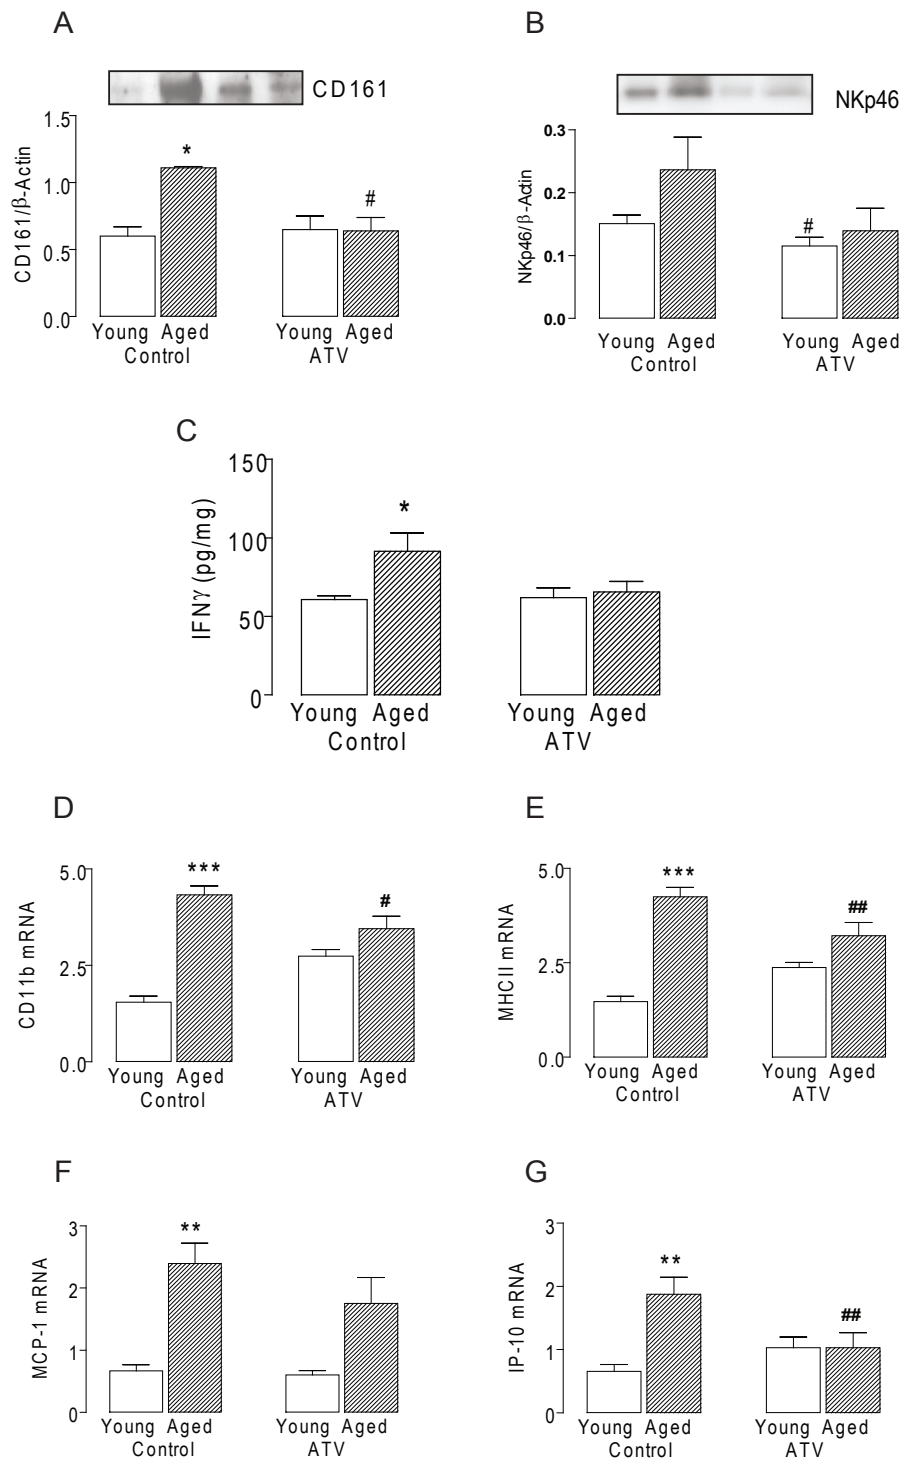 A
CD161
CD161/β-Actin
1.5
1.0
0.5
0.0
*
#
Young Aged
Control
Young Aged
ATV
B
NKp46
NKp46/β-Actin
0.3
0.2
0.1
0.0
#
Young Aged
Control
Young Aged
ATV
C
IFNγ (pg/mg)
150
100
50
0
*
Young Aged
Control
Young Aged
ATV
D
CD11b mRNA
5.0
2.5
0.0
***
#
Young Aged
Control
Young Aged
ATV
E
MHCII mRNA
5.0
2.5
0.0
***
##
Young Aged
Control
Young Aged
ATV
F
MCP-1 mRNA
3
2
1
0
**
Young Aged
Control
Young Aged
ATV
G
IP-10 mRNA
3
2
1
0
**
##
Young Aged
Control
Young Aged
ATV